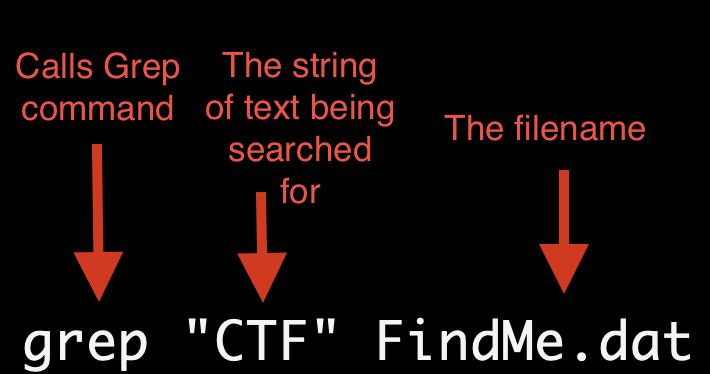 Calls Grep
command
The string
of text being
searched
for
The filename
grep "CTF" FindMe.dat